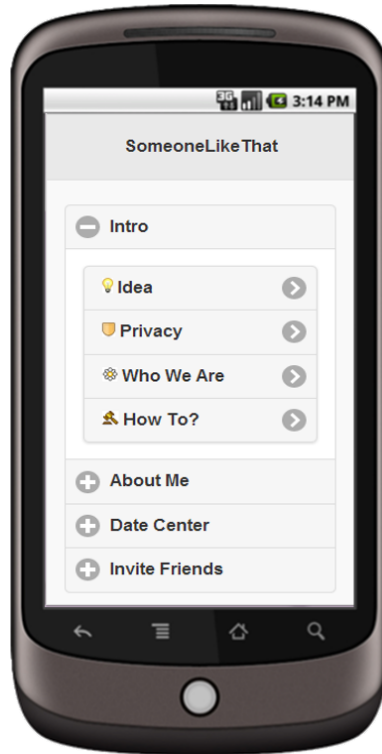 3G
3:14 PM
SomeoneLikeThat
Intro
Idea
Privacy
Who We Are
How To?
About Me
Date Center
Invite Friends